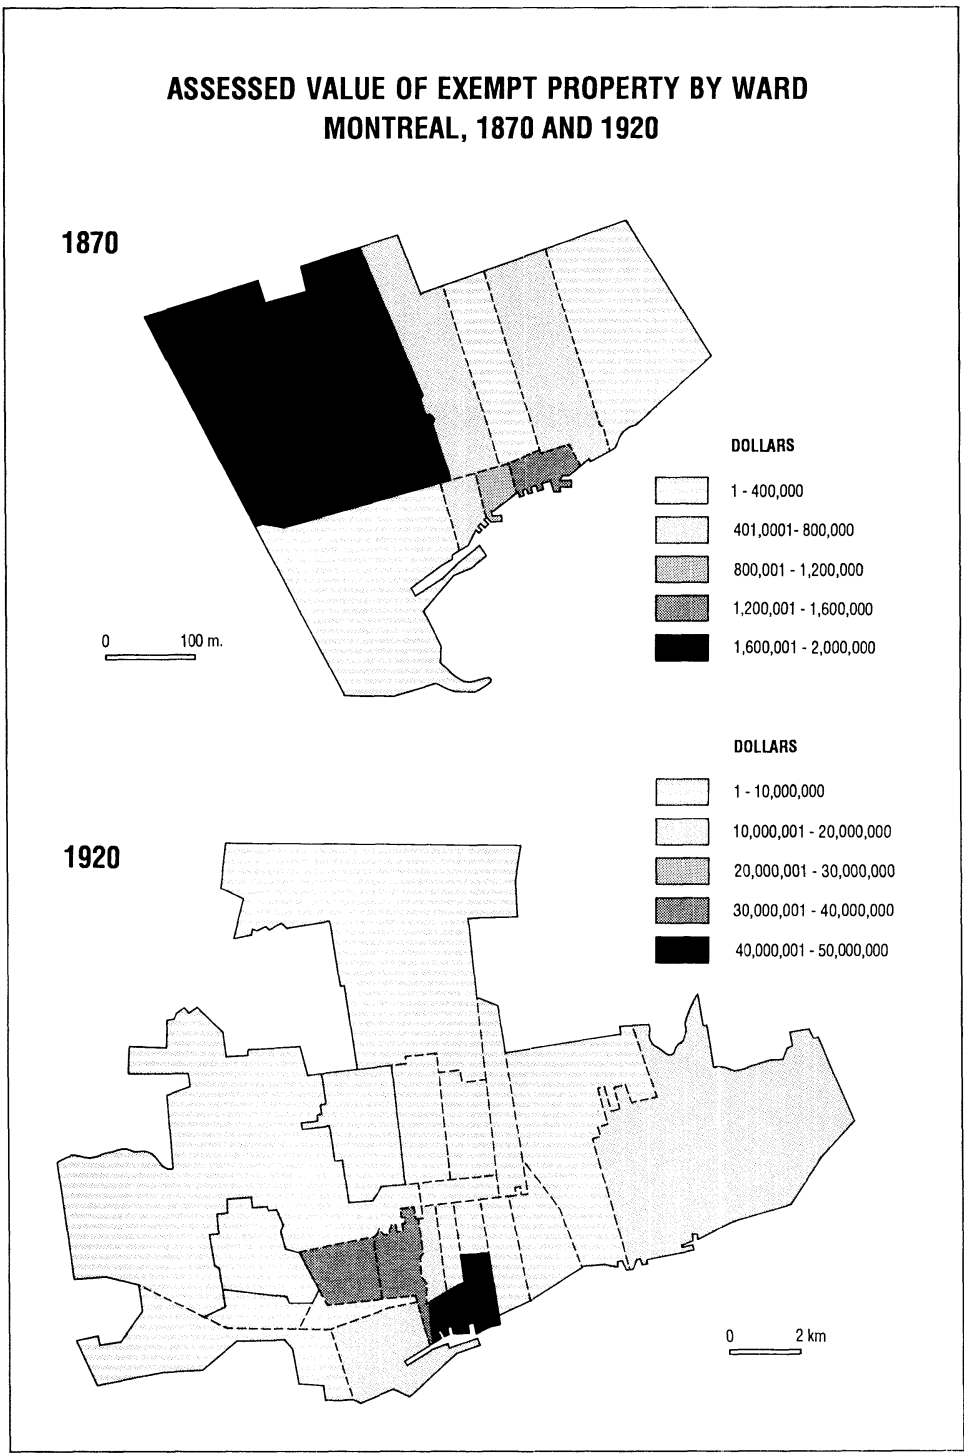 ASSESSED VALUE OF EXEMPT PROPERTY BY WARD
MONTREAL, 1870 AND 1920
1870
DOLLARS
1 - 400,000
401,0001- 800,000
800,001 - 1,200,000
1,200,001 - 1,600,000
1,600,001 - 2,000,000
0 100 m.
DOLLARS
1 - 10,000,000
10,000,001 - 20,000,000
20,000,001 - 30,000,000
30,000,001 - 40,000,000
40,000,001 - 50,000,000
1920
0 2 km